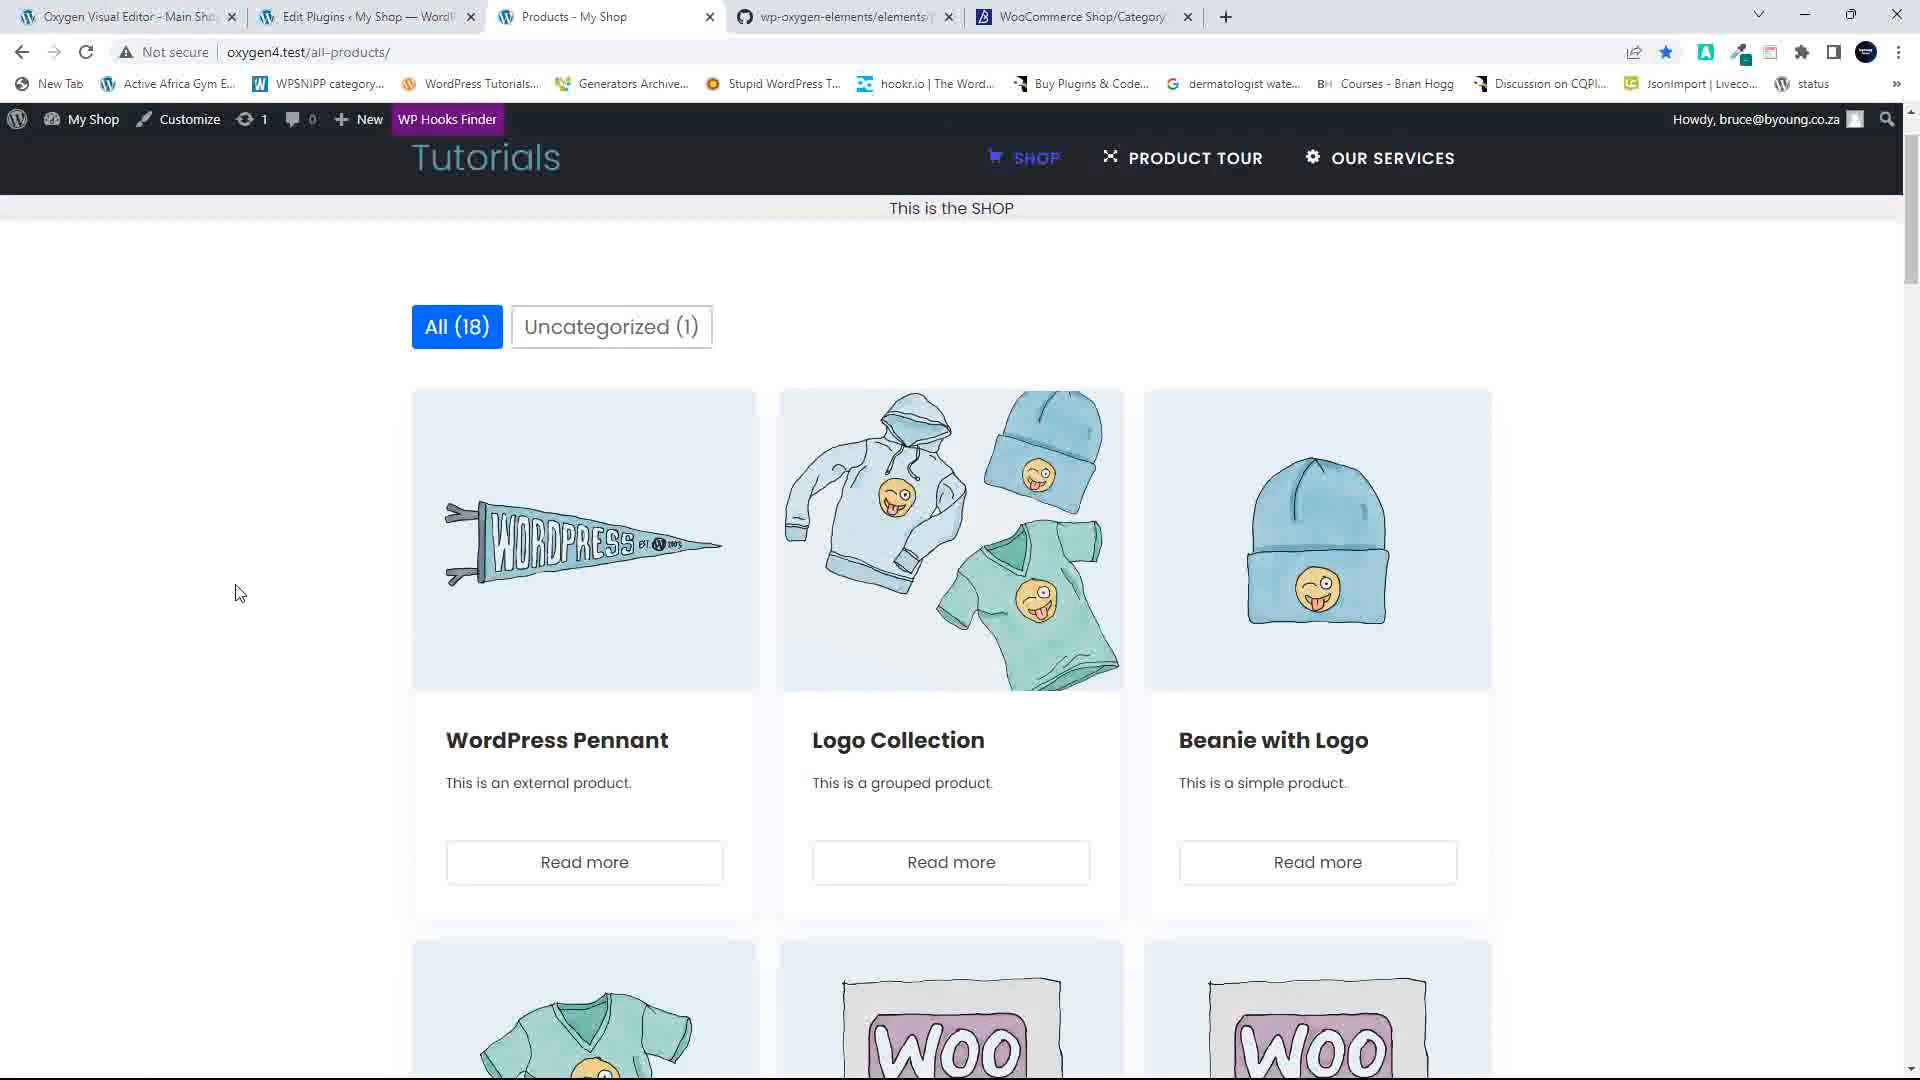 Oxygen Visual Editor - Main Sho
Edit Plugins ‹ My Shop — WordP
Products - My Shop
wp-oxygen-elements/elements/
WooCommerce Shop/Category
Not secure
oxygen4.test/all-products/
New Tab
Active Africa Gym E...
WPSNIPP category...
WordPress Tutorials...
Generators Archive...
Stupid WordPress T...
hookr.io | The Word...
Buy Plugins & Code...
dermatologist wate...
BH Courses - Brian Hogg
Discussion on CQPI...
JsonImport | Liveco...
status
My Shop
Customize
1
0
New
WP Hooks Finder
Howdy, bruce@byoung.co.za
Tutorials
SHOP
PRODUCT TOUR
OUR SERVICES
This is the SHOP
All (18)
Uncategorized (1)
WORDPRESS EST. 2003
WordPress Pennant
Logo Collection
Beanie with Logo
This is an external product.
This is a grouped product.
This is a simple product.
Read more
Read more
Read more
WOO
WOO